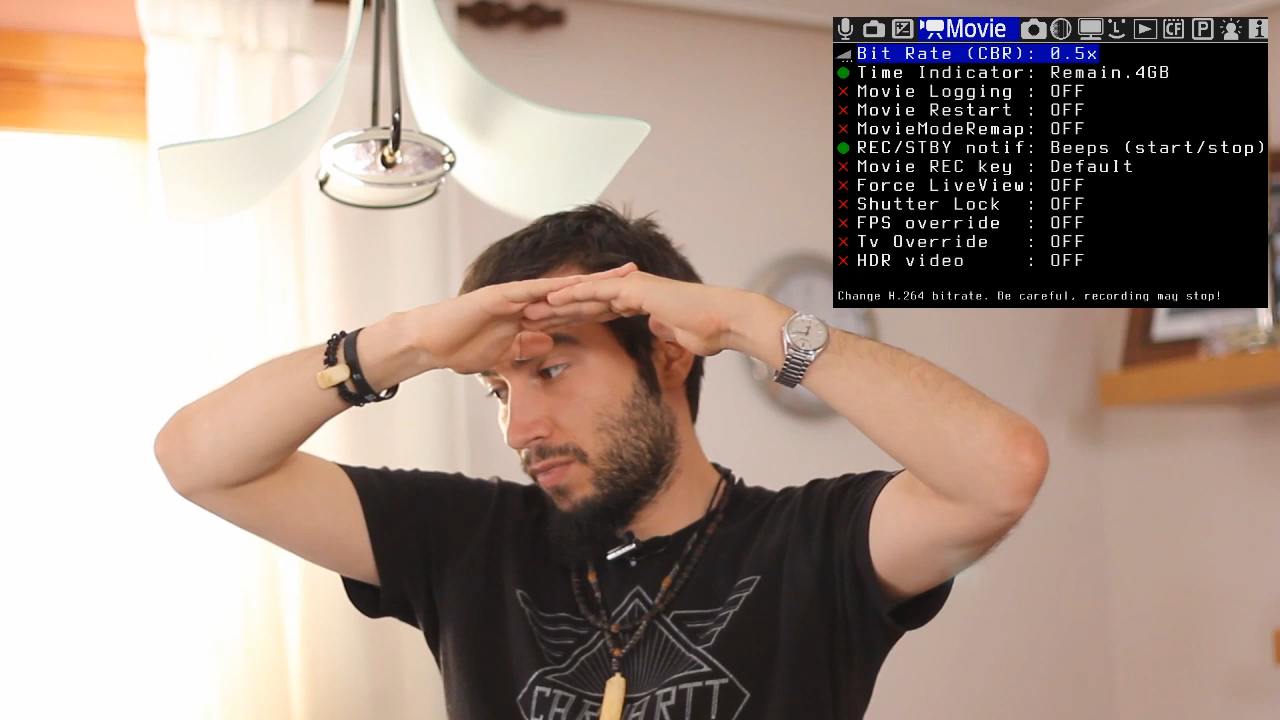 Movie
Bit Rate (CBR): 0.5x
Time Indicator: Remain.4GB
Movie Logging : OFF
Movie Restart : OFF
MovieModeRemap: OFF
REC/STBY notif: Beeps (start/stop)
Movie REC key : Default
Force LiveView: OFF
Shutter Lock : OFF
FPS override : OFF
Tv Override : OFF
HDR video : OFF
Change H.264 bitrate. Be careful, recording may stop!
CARHARTT